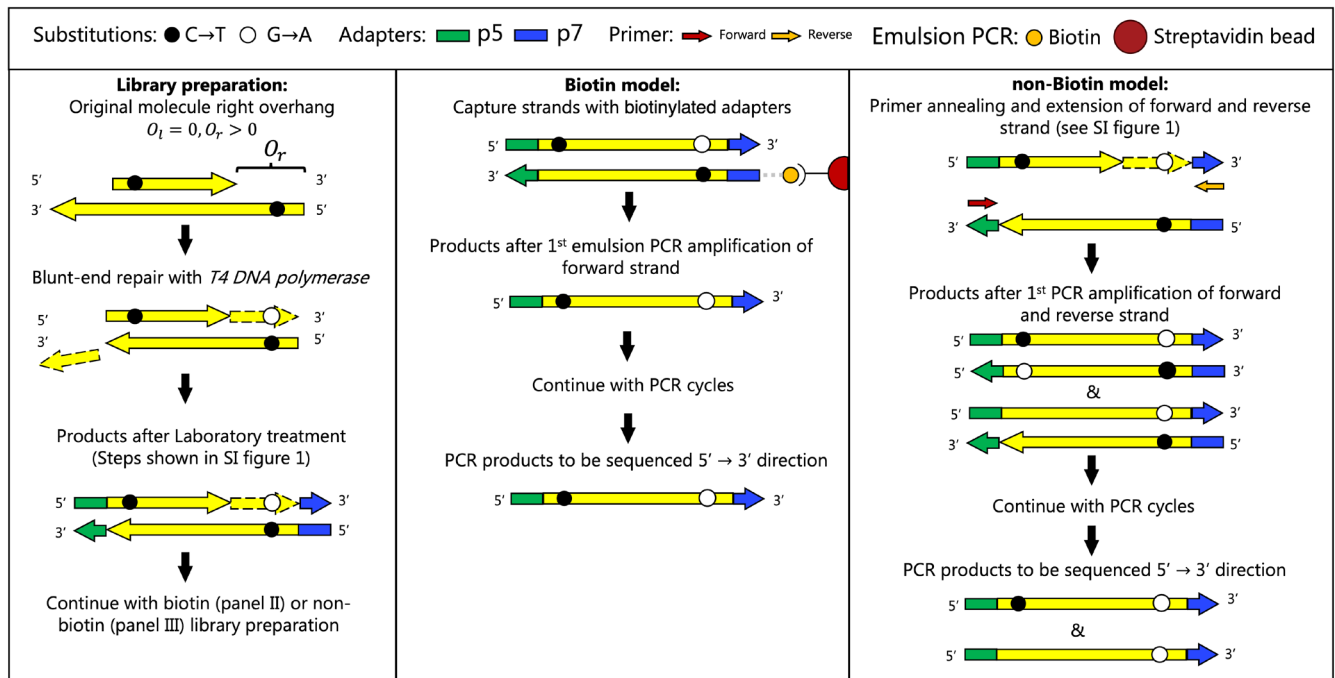 Substitutions: C→T G→A Adapters: p5 p7 Primer: Forward Reverse Emulsion PCR: Biotin Streptavidin bead
Library preparation:
Original molecule right overhang
O_l = 0, O_r > 0
O_r
5′ 3′
3′ 5′
Blunt-end repair with T4 DNA polymerase
5′ 3′
3′ 5′
Products after Laboratory treatment
(Steps shown in SI figure 1)
5′ 3′
3′ 5′
Continue with biotin (panel II) or non-
biotin (panel III) library preparation
Biotin model:
Capture strands with biotinylated adapters
5′ 3′
Products after 1st emulsion PCR amplification of
forward strand
5′ 3′
Continue with PCR cycles
PCR products to be sequenced 5′ → 3′ direction
5′ 3′
non-Biotin model:
Primer annealing and extension of forward and reverse
strand (see SI figure 1)
5′ 3′
3′ 5′
Products after 1st PCR amplification of forward
and reverse strand
5′ 3′
5′ 3′
&
5′ 3′
3′ 5′
Continue with PCR cycles
PCR products to be sequenced 5′ → 3′ direction
5′ 3′
&
5′ 3′